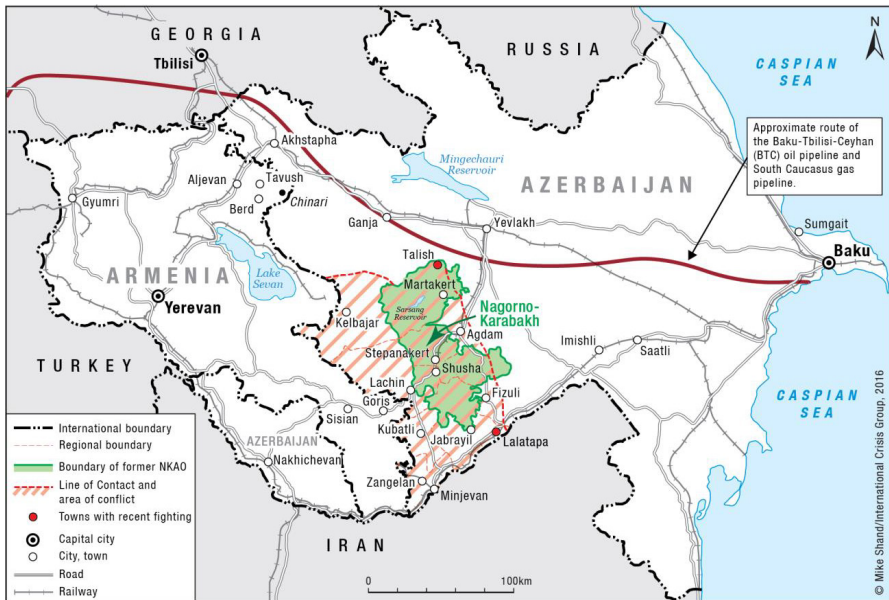 GEORGIA
Tbilisi
RUSSIA
N
CASPIAN
SEA
Akhstapha
Mingechauri
Reservoir
Approximate route of
the Baku-Tbilisi-Ceyhan
(BTC) oil pipeline and
South Caucasus gas
pipeline.
Aljevan
Tavush
Gyumri
Berd
Chinari
AZERBAIJAN
Ganja
Yevlakh
Sumgait
Baku
Talish
ARMENIA
Lake
Sevan
Martakert
Yerevan
Sarsang
Reservoir
Nagorno-
Karabakh
Kelbajar
Agdam
Imishli
Saatli
TURKEY
Stepanakert
Shusha
Lachin
Goris
Fizuli
CASPIAN
SEA
Sisian
Kubatli
Jabrayil
Lalatapa
AZERBAIJAN
Nakhichevan
Zangelan
Minjevan
IRAN
International boundary
Regional boundary
Boundary of former NKAO
Line of Contact and
area of conflict
Towns with recent fighting
Capital city
City, town
Road
Railway
0
100km
© Mike Shand/International Crisis Group, 2016